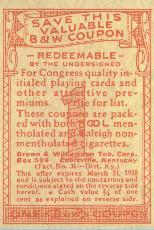 SAVE THIS
VALUABLE
B&W COUPON
REDEEMABLE
BY THE UNDERSIGNED
For Congress quality in-
itialed playing cards and
other attractive pre-
miums. Write for list.
These coupons are pack-
ed with both KOOL men-
tholated and Raleigh non-
mentholated cigarettes.
Brown & Williamson Tob. Corp.
Box 599 Louisville, Kentucky
(Fact. No. 36—Dist. Ky.)
This offer expires March 31, 1938
and is subject to the limitations and
conditions stated on the reverse side
hereof. Cash value ½ of one
cent as explained on reverse side.
ONE COUPON